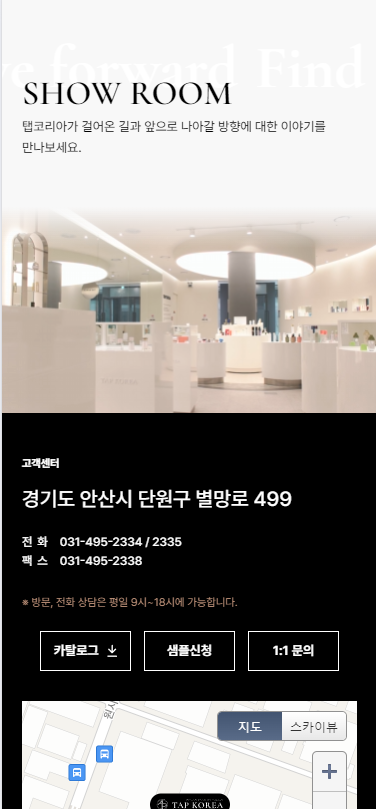 ve forward Find
SHOW ROOM
탭코리아가 걸어온 길과 앞으로 나아갈 방향에 대한 이야기를
만나보세요.
고객센터
경기도 안산시 단원구 별망로 499
전 화 031-495-2334 / 2335
팩 스 031-495-2338
※ 방문, 전화 상담은 평일 9시~18시에 가능합니다.
카탈로그
샘플신청
1:1 문의
지도
스카이뷰
원시
TAP KOREA